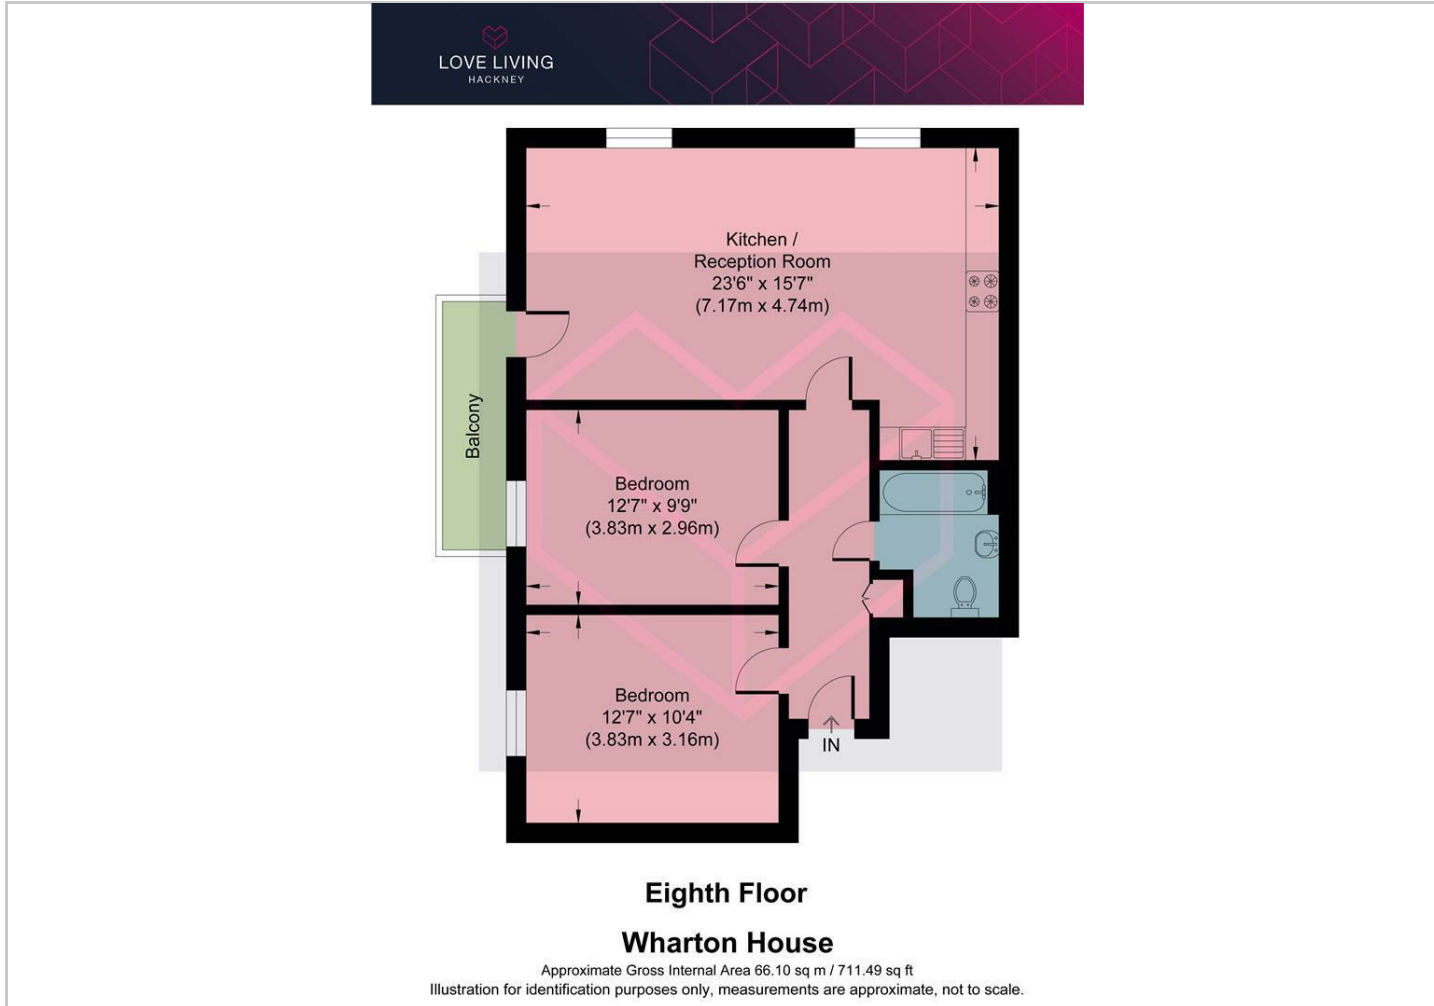 LOVE LIVING
HACKNEY
Kitchen /
Reception Room
23'6" x 15'7"
(7.17m x 4.74m)
Balcony
Bedroom
12'7" x 9'9"
(3.83m x 2.96m)
Bedroom
12'7" x 10'4"
(3.83m x 3.16m)
IN
Eighth Floor
Wharton House
Approximate Gross Internal Area 66.10 sq m / 711.49 sq ft
Illustration for identification purposes only, measurements are approximate, not to scale.